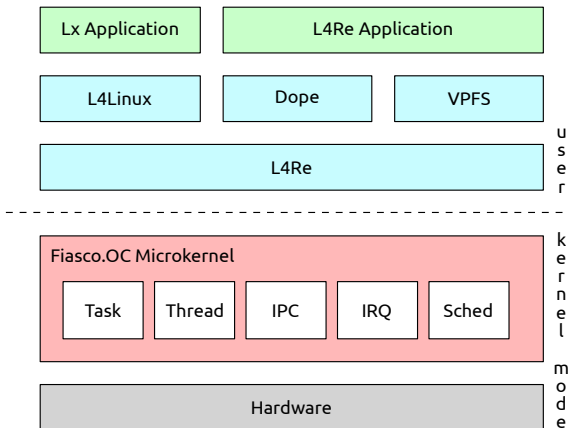 Lx Application
L4Re Application
L4Linux
Dope
VPFS
L4Re
user
Fiasco.OC Microkernel
Task
Thread
IPC
IRQ
Sched
kernel mode
Hardware